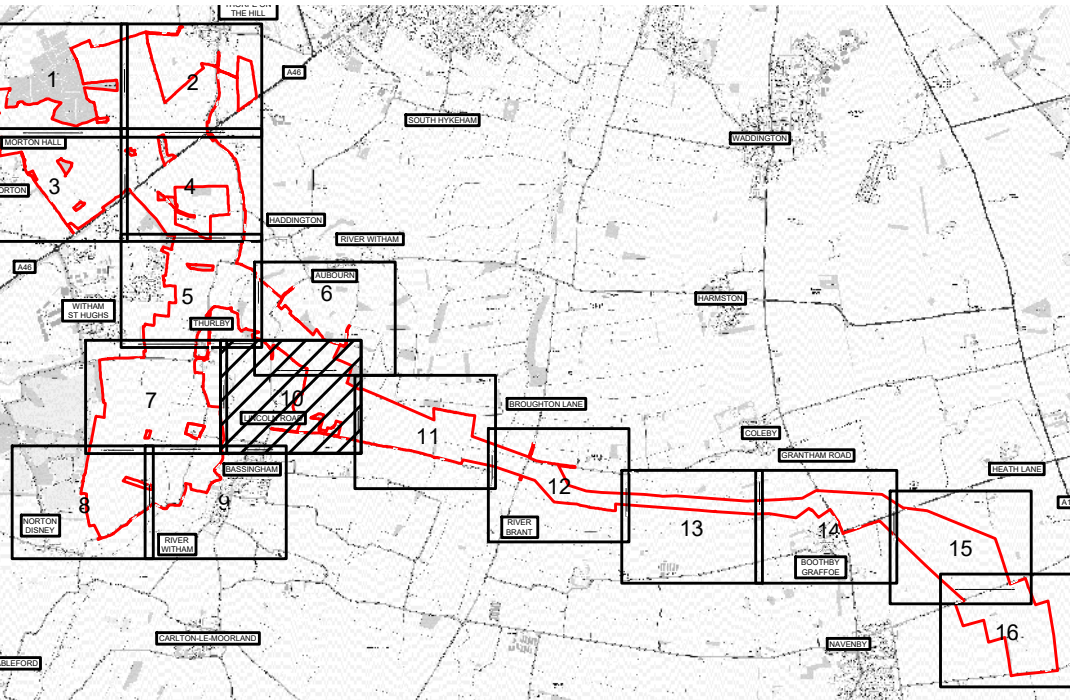 THE HILL
1
2
A46
SOUTH HYKEHAM
WADDINGTON
MORTON HALL
3
4
HADDINGTON
RIVER WITHAM
A46
AUBOURN
6
5
WITHAM
ST HUGHS
THURLBY
HARMSTON
7
10
LINCOLN ROAD
BROUGHTON LANE
11
COLEBY
GRANTHAM ROAD
HEATH LANE
BASSINGHAM
12
8
9
NORTON
DISNEY
RIVER
WITHAM
RIVER
BRANT
13
14
15
BOOTHBY
GRAFFOE
16
CARLTON-LE-MOORLAND
NAVENBY